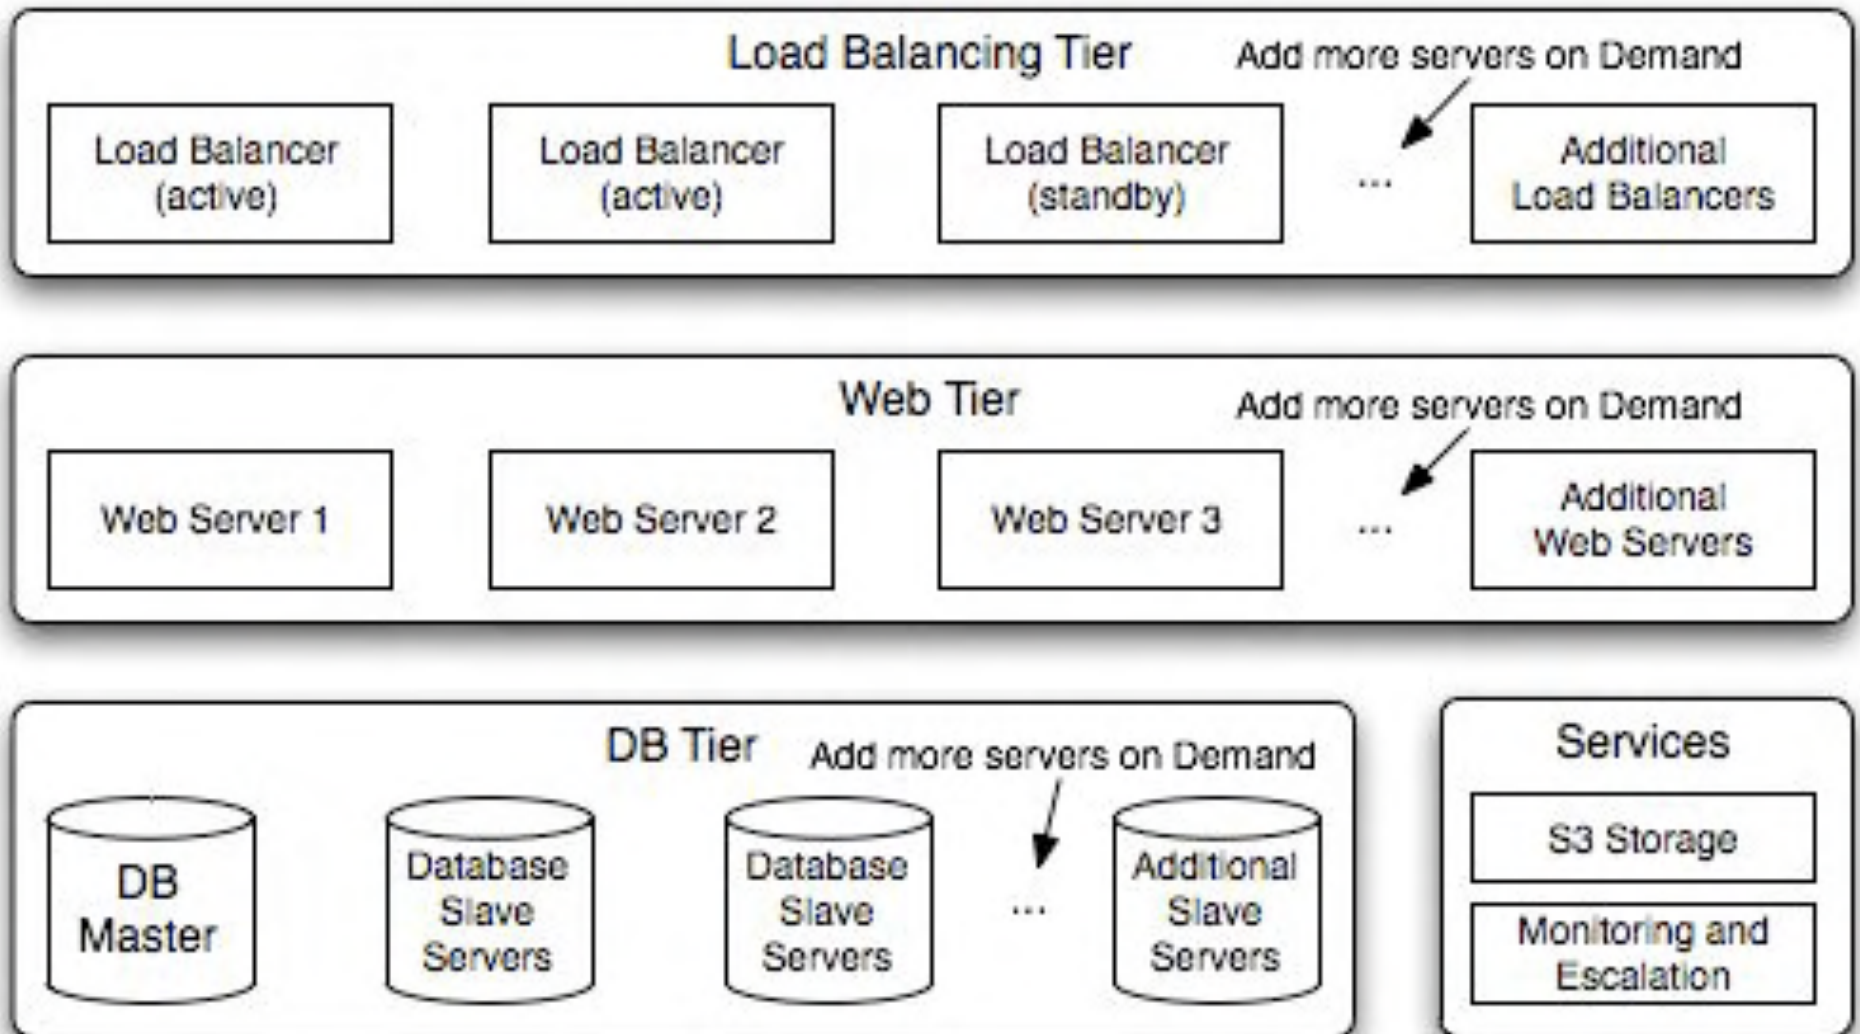 Load Balancing Tier
Add more servers on Demand
Load Balancer
(active)
Load Balancer
(active)
Load Balancer
(standby)
...
Additional
Load Balancers
Web Tier
Add more servers on Demand
Web Server 1
Web Server 2
Web Server 3
...
Additional
Web Servers
DB Tier
Add more servers on Demand
DB
Master
Database
Slave
Servers
Database
Slave
Servers
...
Additional
Slave
Servers
Services
S3 Storage
Monitoring and
Escalation